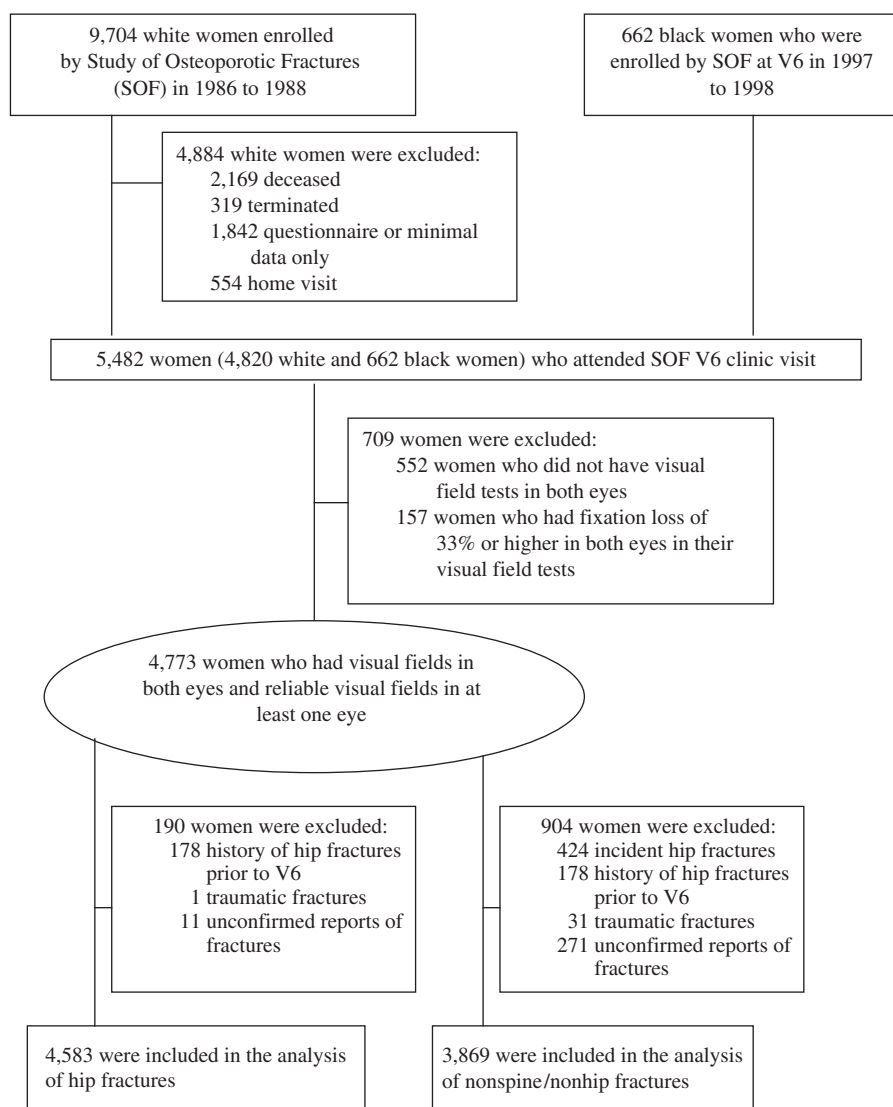 9,704 white women enrolled
by Study of Osteoporotic Fractures
(SOF) in 1986 to 1988
662 black women who were
enrolled by SOF at V6 in 1997
to 1998
4,884 white women were excluded:
2,169 deceased
319 terminated
1,842 questionnaire or minimal
data only
554 home visit
5,482 women (4,820 white and 662 black women) who attended SOF V6 clinic visit
709 women were excluded:
552 women who did not have visual
field tests in both eyes
157 women who had fixation loss of
33% or higher in both eyes in their
visual field tests
4,773 women who had visual fields in
both eyes and reliable visual fields in at
least one eye
190 women were excluded:
178 history of hip fractures
prior to V6
1 traumatic fractures
11 unconfirmed reports of
fractures
904 women were excluded:
424 incident hip fractures
178 history of hip fractures
prior to V6
31 traumatic fractures
271 unconfirmed reports of
fractures
4,583 were included in the analysis
of hip fractures
3,869 were included in the analysis
of nonspine/nonhip fractures